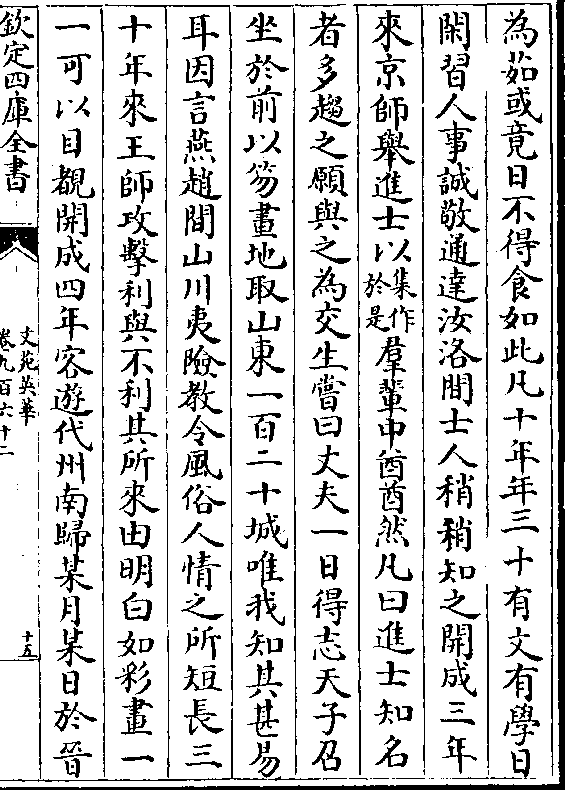 為茹或竟日不得食如此凡十年年三十有文有學日
閑習人事誠敬通達汝洛間士人稍稍知之開成三年
來京師舉進士以集作於是羣輩中酋酋然凡曰進士知名
者多趨之願與之為交生嘗曰丈夫一日得志天子召
坐於前以笏畫地取山東一百二十城唯我知其甚易
耳因言燕趙間山川夷險教令風俗人情之所短長三
十年來王師攻擊利與不利其所來由明白如彩畫一
一可以目覩開成四年客遊代州南歸某月某日於晉
欽定四庫全書
文苑英華
卷九百六十二
十五